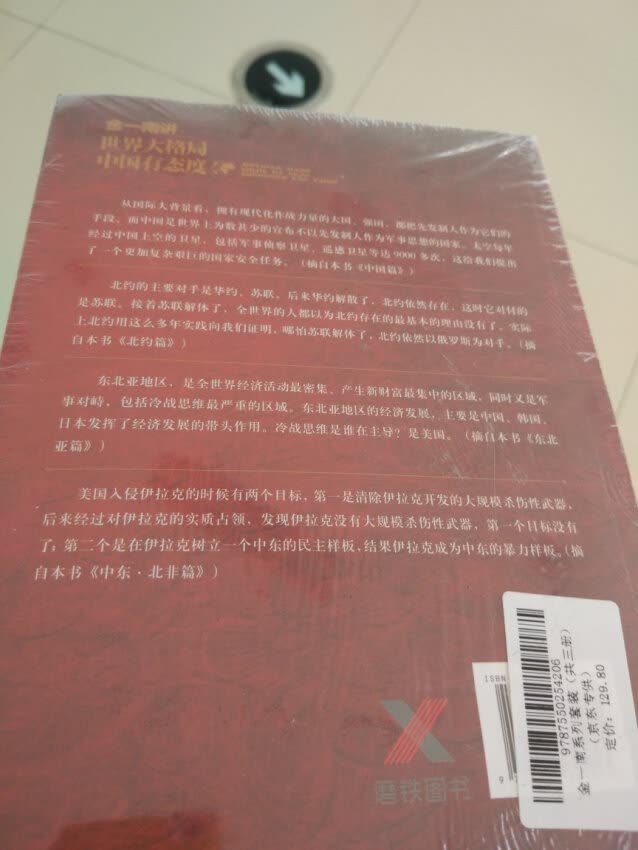 金一南讲
世界大格局
中国有态度
从国际大背景看，拥有现代化作战力量的大国、强国，都把先发制人作为它们的
手段。而中国是世界上为数甚少的宣布不以先发制人作为军事思想的国家。太空每年
经过中国上空的卫星，包括军事侦察卫星、遥感卫星等达9000多次，这给我们提出
了一个更加复杂艰巨的国家安全任务。（摘自本书《中国篇》）
北约的主要对手是华约、苏联。后来华约解散了，北约依然存在，这时它对付的
是苏联。接着苏联解体了，全世界的人都以为北约存在的最基本的理由没有了。实际
上北约用这么多年实践向我们证明，哪怕苏联解体了，北约依然以俄罗斯为对手。（摘
自本书《北约篇》）
东北亚地区，是全世界经济活动最密集、产生新财富最集中的区域，同时又是军
事对峙，包括冷战思维最严重的区域。东北亚地区的经济发展，主要是中国、韩国、
日本发挥了经济发展的带头作用。冷战思维是谁在主导？是美国。（摘自本书《东北
亚篇》）
美国入侵伊拉克的时候有两个目标，第一是清除伊拉克开发的大规模杀伤性武器，
后来经过对伊拉克的实质占领，发现伊拉克没有大规模杀伤性武器，第一个目标没有
了；第二个是在伊拉克树立一个中东的民主样板，结果伊拉克成为中东的暴力样板。（摘
自本书《中东·北非篇》）
ISBN
9
磨铁图书
9787550254206
金一南系列套装（共三册）
（京东专供）
定价：129.80